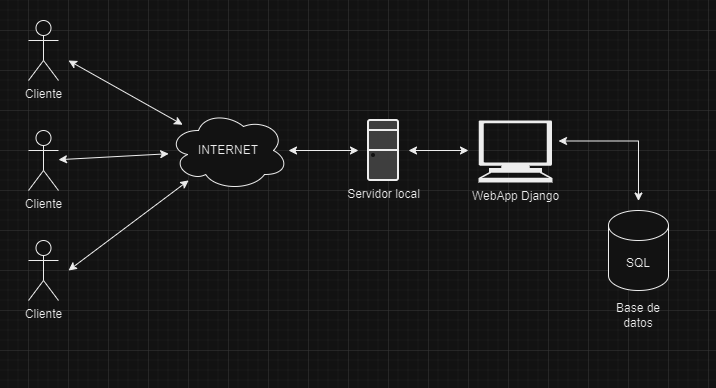 Cliente
Cliente
Cliente
INTERNET
Servidor local
WebApp Django
SQL
Base de
datos